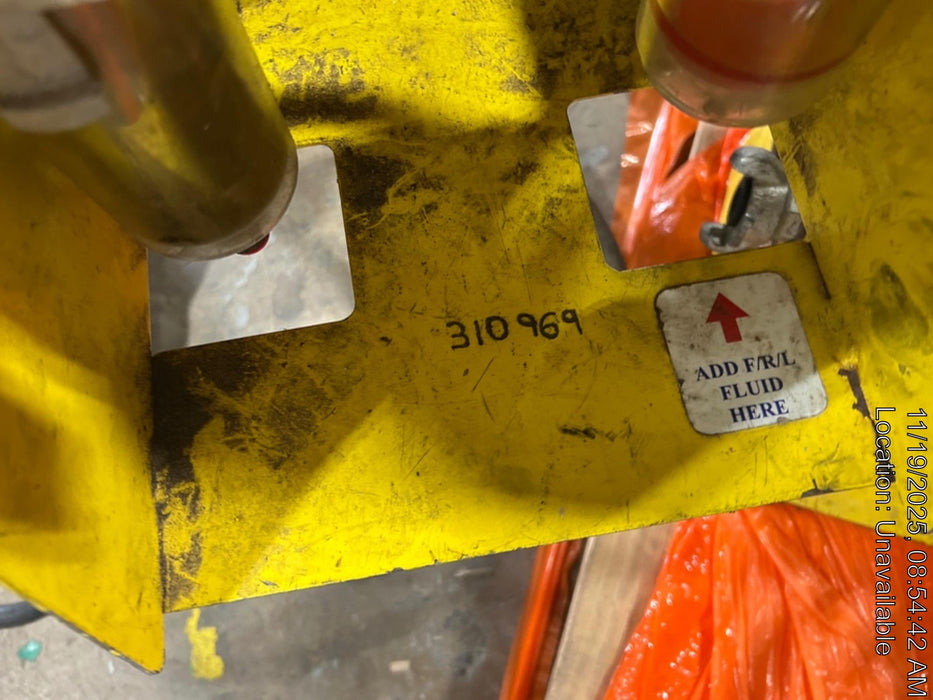 310969
ADD F/R/L
FLUID
HERE
11/19/2025, 08:54:42 AM
Location: Unavailable